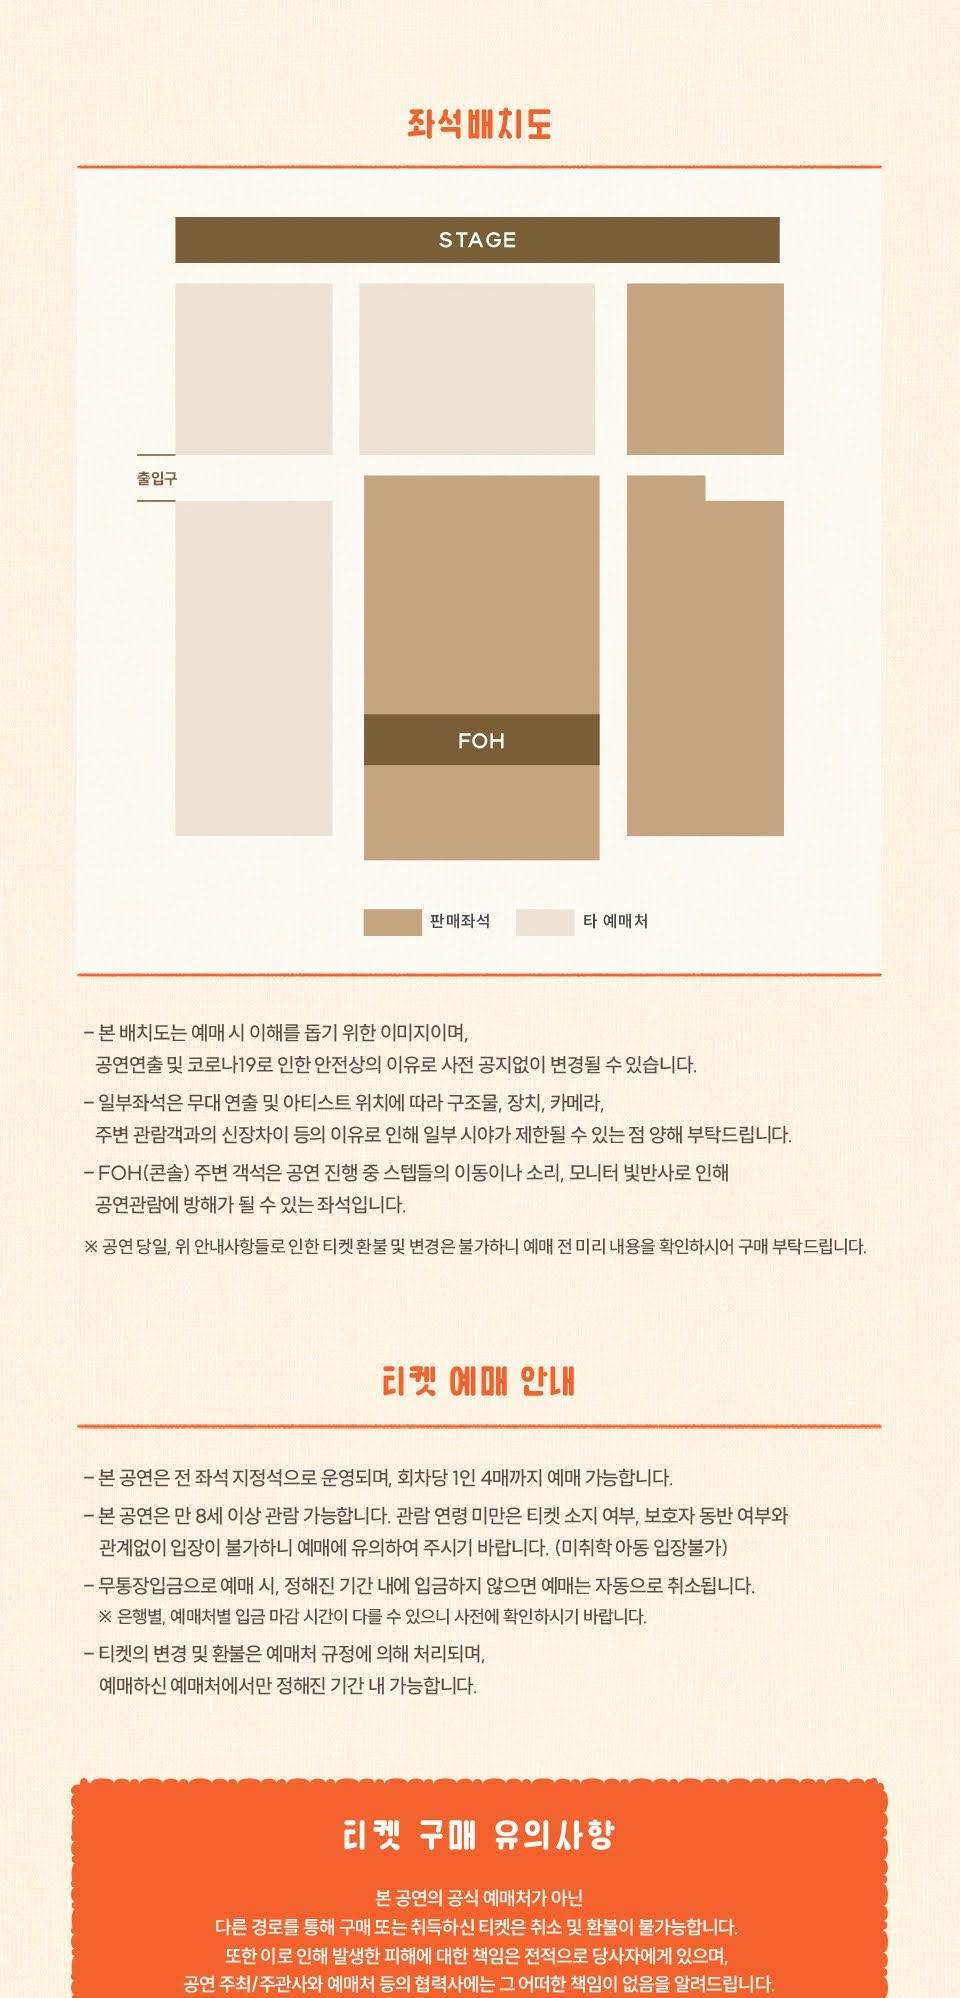 좌석배치도
STAGE
출입구
FOH
판매좌석
타 예매처
– 본 배치도는 예매 시 이해를 돕기 위한 이미지이며,
공연연출 및 코로나19로 인한 안전상의 이유로 사전 공지없이 변경될 수 있습니다.
– 일부좌석은 무대 연출 및 아티스트 위치에 따라 구조물, 장치, 카메라,
주변 관람객과의 신장차이 등의 이유로 인해 일부 시야가 제한될 수 있는 점 양해 부탁드립니다.
– FOH(콘솔) 주변 객석은 공연 진행 중 스텝들의 이동이나 소리, 모니터 빛반사로 인해
공연관람에 방해가 될 수 있는 좌석입니다.
※ 공연 당일, 위 안내사항들로 인한 티켓 환불 및 변경은 불가하니 예매 전 미리 내용을 확인하시어 구매 부탁드립니다.
티켓 예매 안내
– 본 공연은 전 좌석 지정석으로 운영되며, 회차당 1인 4매까지 예매 가능합니다.
– 본 공연은 만 8세 이상 관람 가능합니다. 관람 연령 미만은 티켓 소지 여부, 보호자 동반 여부와
관계없이 입장이 불가하니 예매에 유의하여 주시기 바랍니다. (미취학 아동 입장불가)
– 무통장입금으로 예매 시, 정해진 기간 내에 입금하지 않으면 예매는 자동으로 취소됩니다.
※ 은행별, 예매처별 입금 마감 시간이 다를 수 있으니 사전에 확인하시기 바랍니다.
– 티켓의 변경 및 환불은 예매처 규정에 의해 처리되며,
예매하신 예매처에서만 정해진 기간 내 가능합니다.
티켓 구매 유의사항
본 공연의 공식 예매처가 아닌
다른 경로를 통해 구매 또는 취득하신 티켓은 취소 및 환불이 불가능합니다.
또한 이로 인해 발생한 피해에 대한 책임은 전적으로 당사자에게 있으며,
공연 주최/주관사와 예매처 등의 협력사에는 그 어떠한 책임이 없음을 알려드립니다.